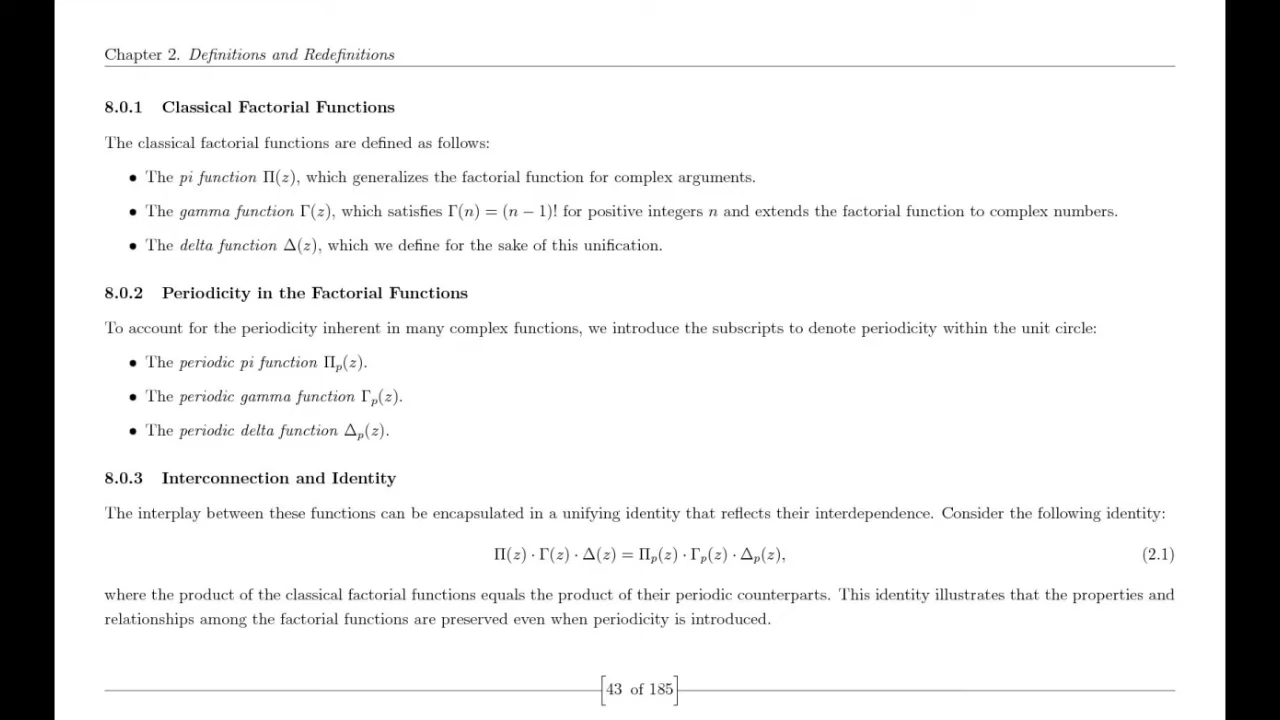 Chapter 2. Definitions and Redefinitions
8.0.1 Classical Factorial Functions
The classical factorial functions are defined as follows:
• The pi function Π(z), which generalizes the factorial function for complex arguments.
• The gamma function Γ(z), which satisfies Γ(n) = (n − 1)! for positive integers n and extends the factorial function to complex numbers.
• The delta function Δ(z), which we define for the sake of this unification.
8.0.2 Periodicity in the Factorial Functions
To account for the periodicity inherent in many complex functions, we introduce the subscripts to denote periodicity within the unit circle:
• The periodic pi function Πₚ(z).
• The periodic gamma function Γₚ(z).
• The periodic delta function Δₚ(z).
8.0.3 Interconnection and Identity
The interplay between these functions can be encapsulated in a unifying identity that reflects their interdependence. Consider the following identity:
Π(z) · Γ(z) · Δ(z) = Πₚ(z) · Γₚ(z) · Δₚ(z), (2.1)
where the product of the classical factorial functions equals the product of their periodic counterparts. This identity illustrates that the properties and
relationships among the factorial functions are preserved even when periodicity is introduced.
[43 of 185]